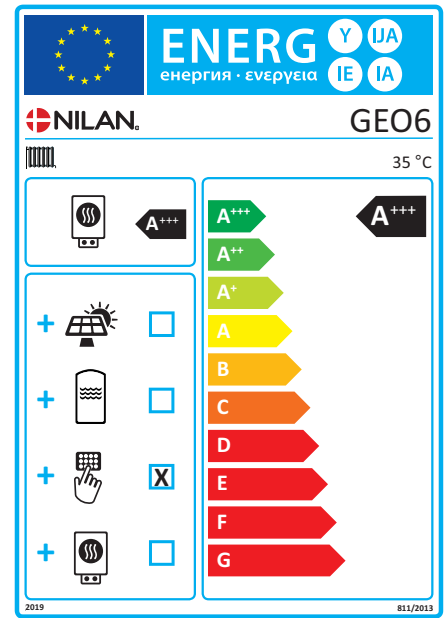 ENERG Y IJA
енергия · ενεργεια IE IA
NILAN
GEO6
35 °C
A+++
A+++ A+++
A++
A+
A
B
C
D
E
F
G
+
+
+ X
+
2019 811/2013